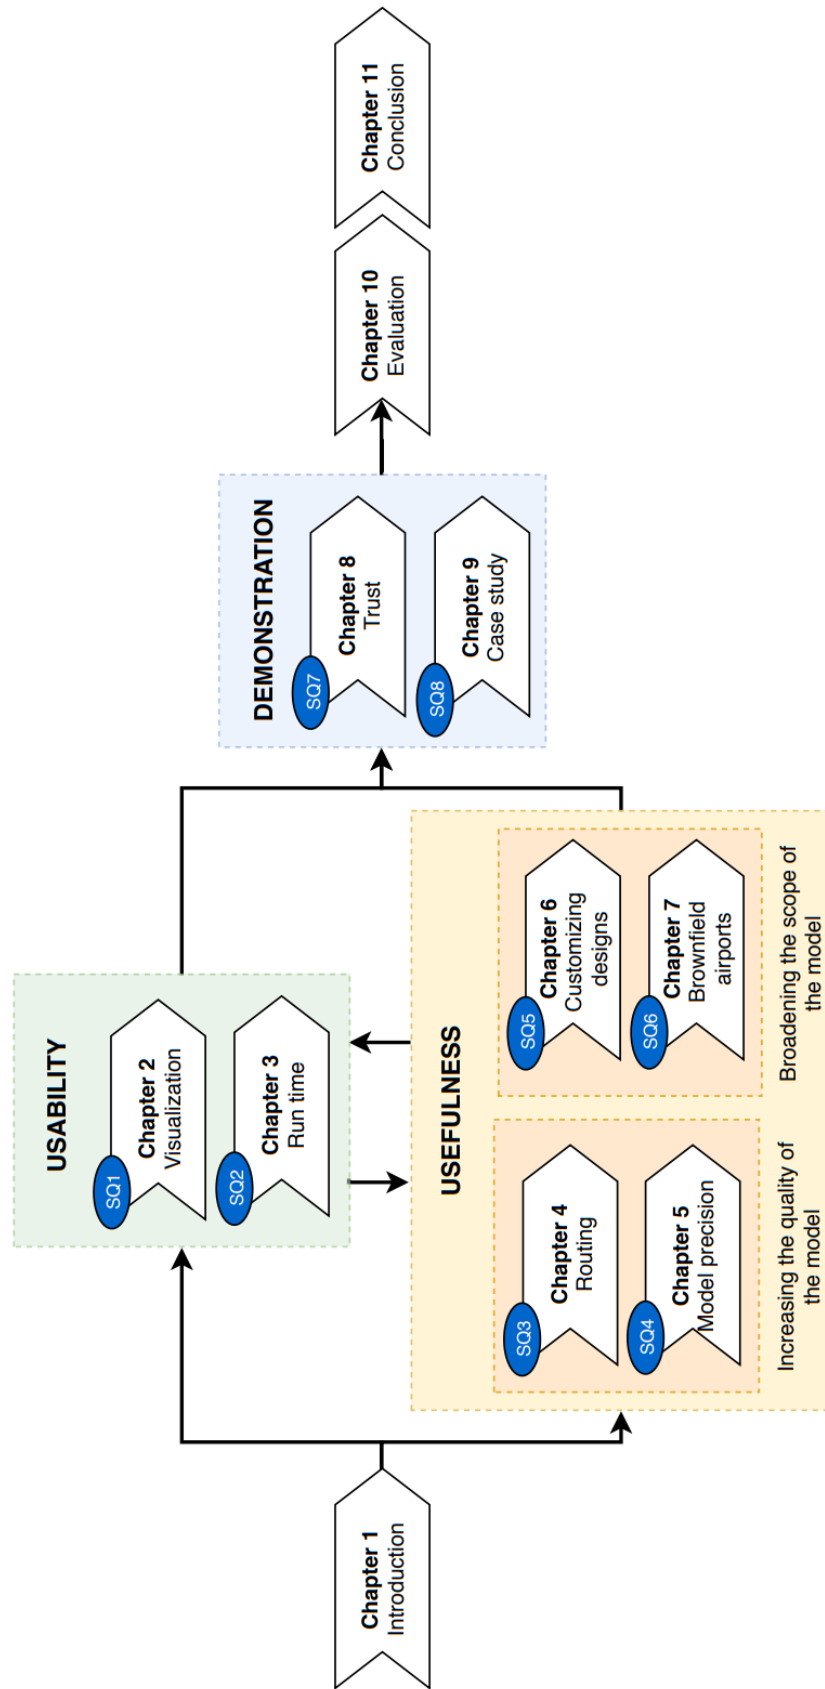 Chapter 1
Introduction
USABILITY
SQ1
Chapter 2
Visualization
SQ2
Chapter 3
Run time
USEFULNESS
SQ3
Chapter 4
Routing
SQ4
Chapter 5
Model precision
Increasing the quality of
the model
SQ5
Chapter 6
Customizing
designs
SQ6
Chapter 7
Brownfield
airports
Broadening the scope of
the model
DEMONSTRATION
SQ7
Chapter 8
Trust
SQ8
Chapter 9
Case study
Chapter 10
Evaluation
Chapter 11
Conclusion